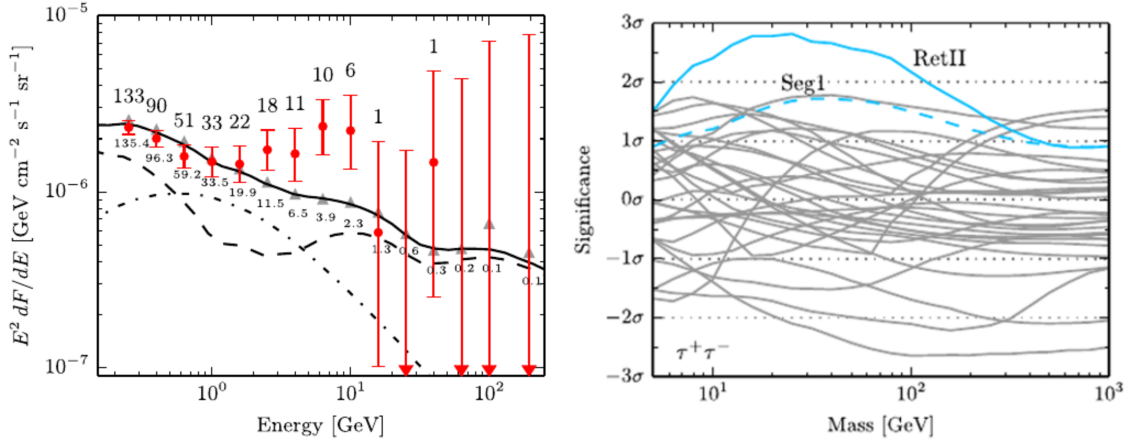 10⁻⁵
10⁻⁶
10⁻⁷
E² dF/dE [GeV cm⁻² s⁻¹ sr⁻¹]
133 90 51 33 22 18 11 10 6 1 1
135.4 96.3 59.2 33.5 19.9 11.5 6.5 3.9 2.3 1.3 0.6 0.3 0.2 0.1 0.1
10⁰ 10¹ 10²
Energy [GeV]
3σ
2σ
1σ
0σ
−1σ
−2σ
−3σ
Significance
RetII
Seg1
τ⁺τ⁻
10¹ 10² 10³
Mass [GeV]